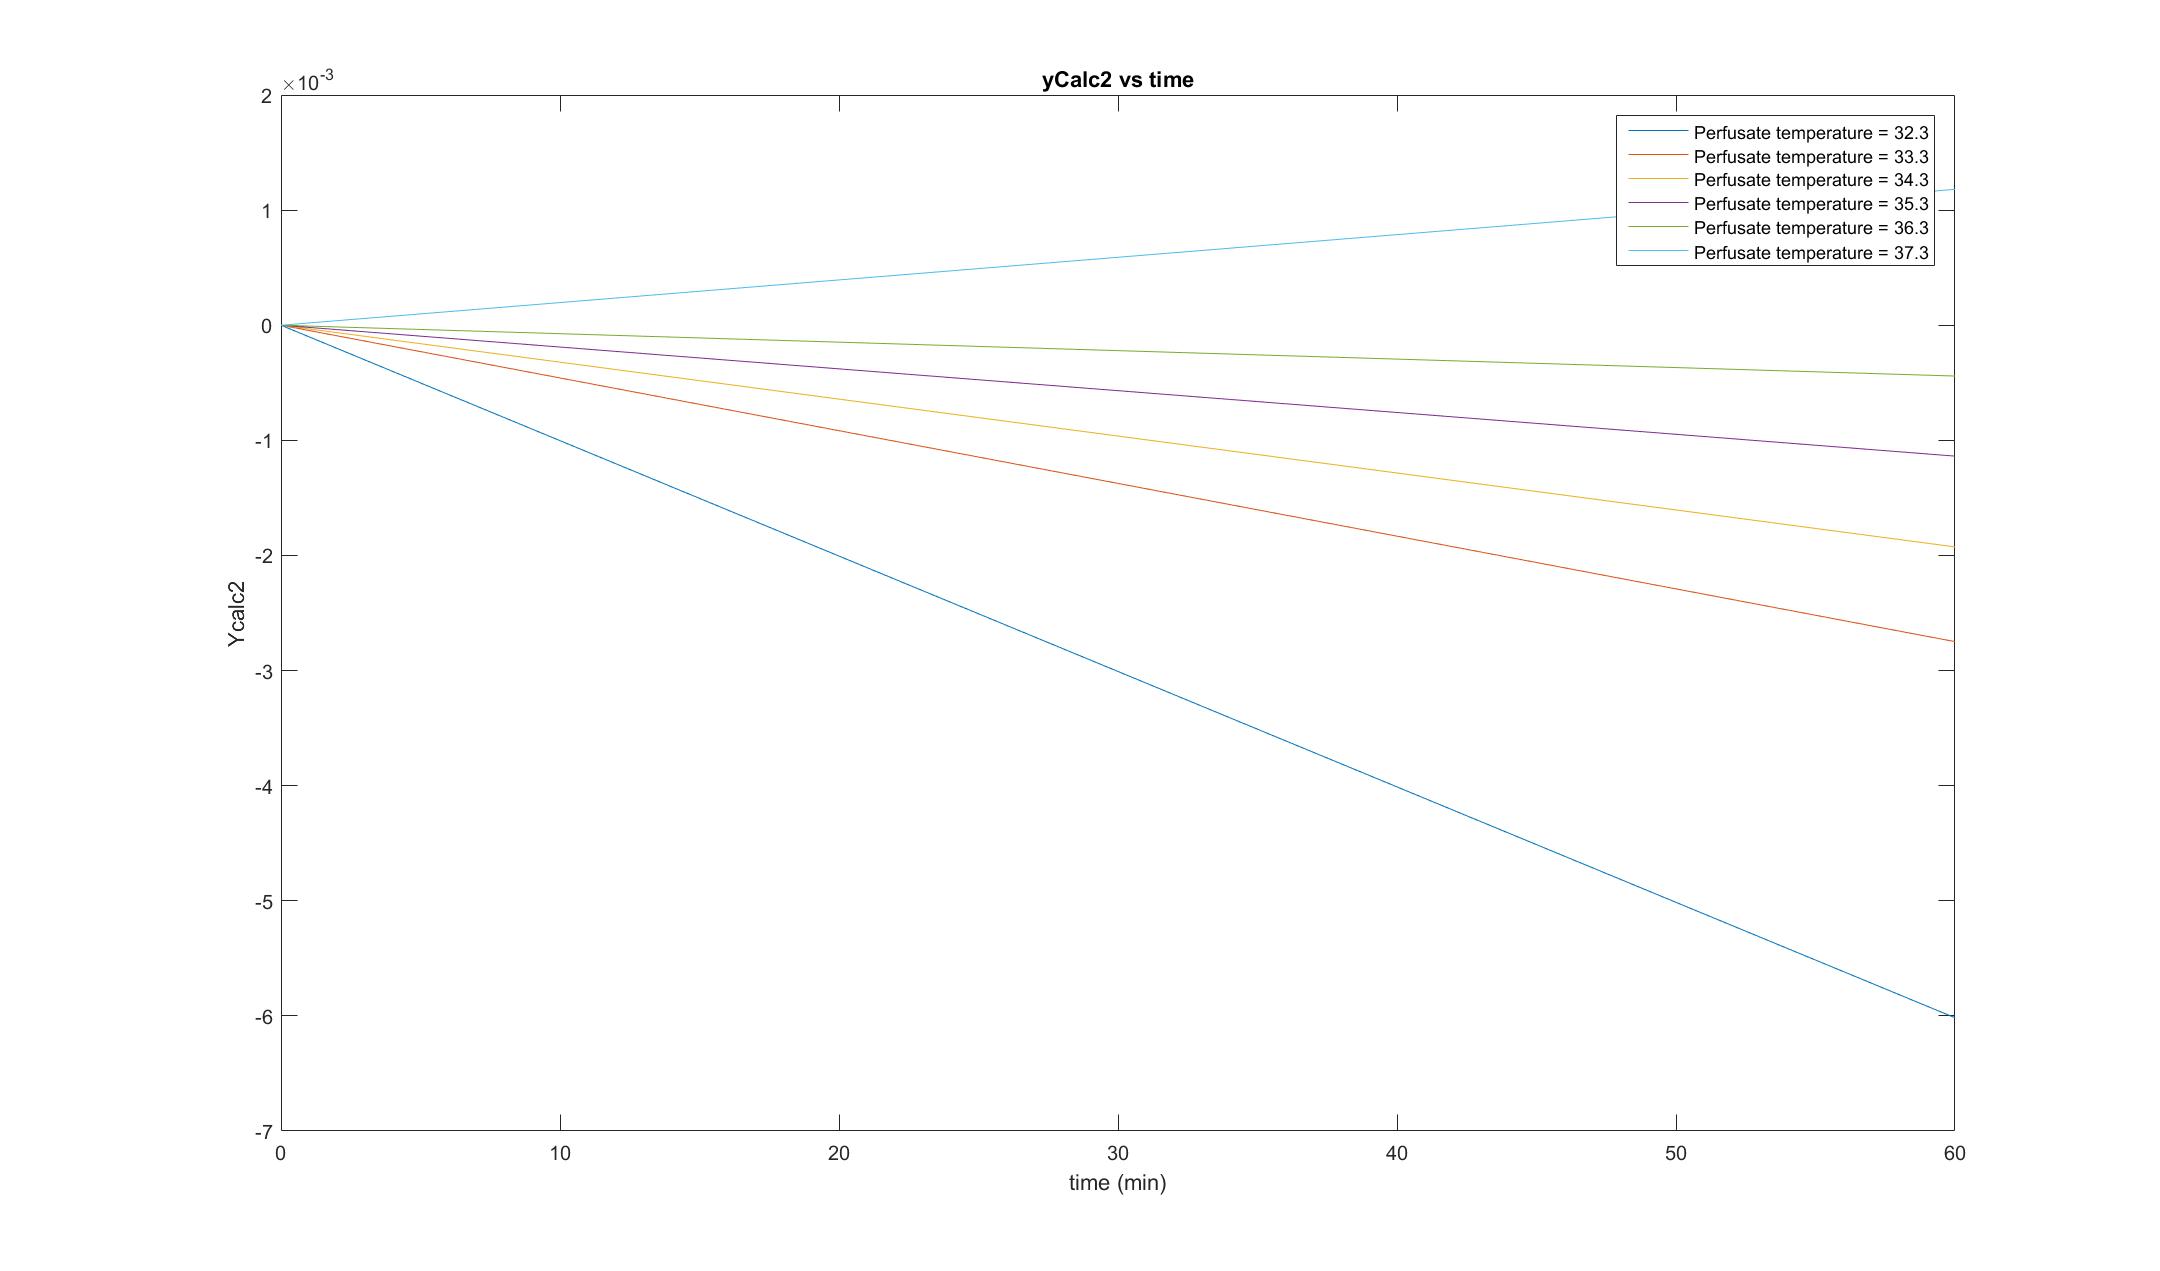 yCalc2 vs time
×10-3
2
1
0
-1
-2
-3
-4
-5
-6
-7
Ycalc2
Perfusate temperature = 32.3
Perfusate temperature = 33.3
Perfusate temperature = 34.3
Perfusate temperature = 35.3
Perfusate temperature = 36.3
Perfusate temperature = 37.3
0 10 20 30 40 50 60
time (min)